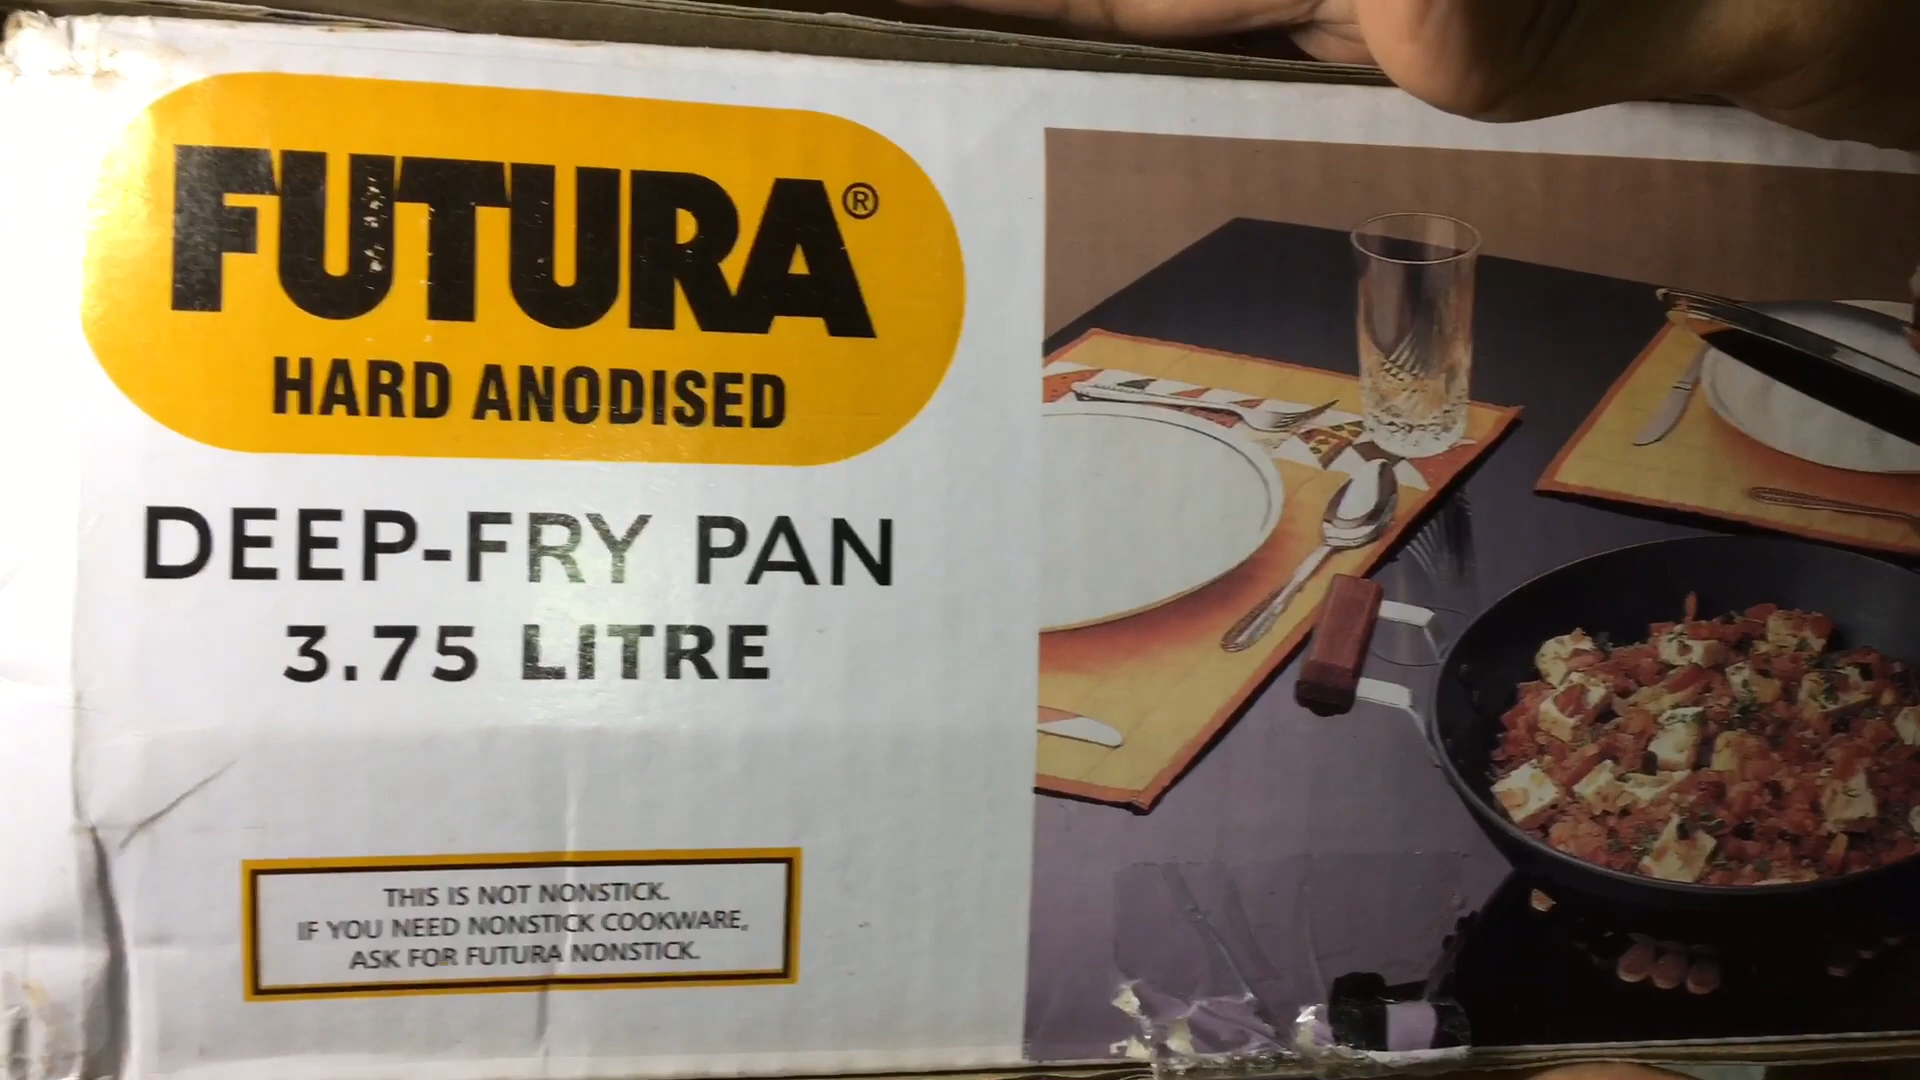 FUTURA®
HARD ANODISED
DEEP-FRY PAN
3.75 LITRE
THIS IS NOT NONSTICK.
IF YOU NEED NONSTICK COOKWARE,
ASK FOR FUTURA NONSTICK.